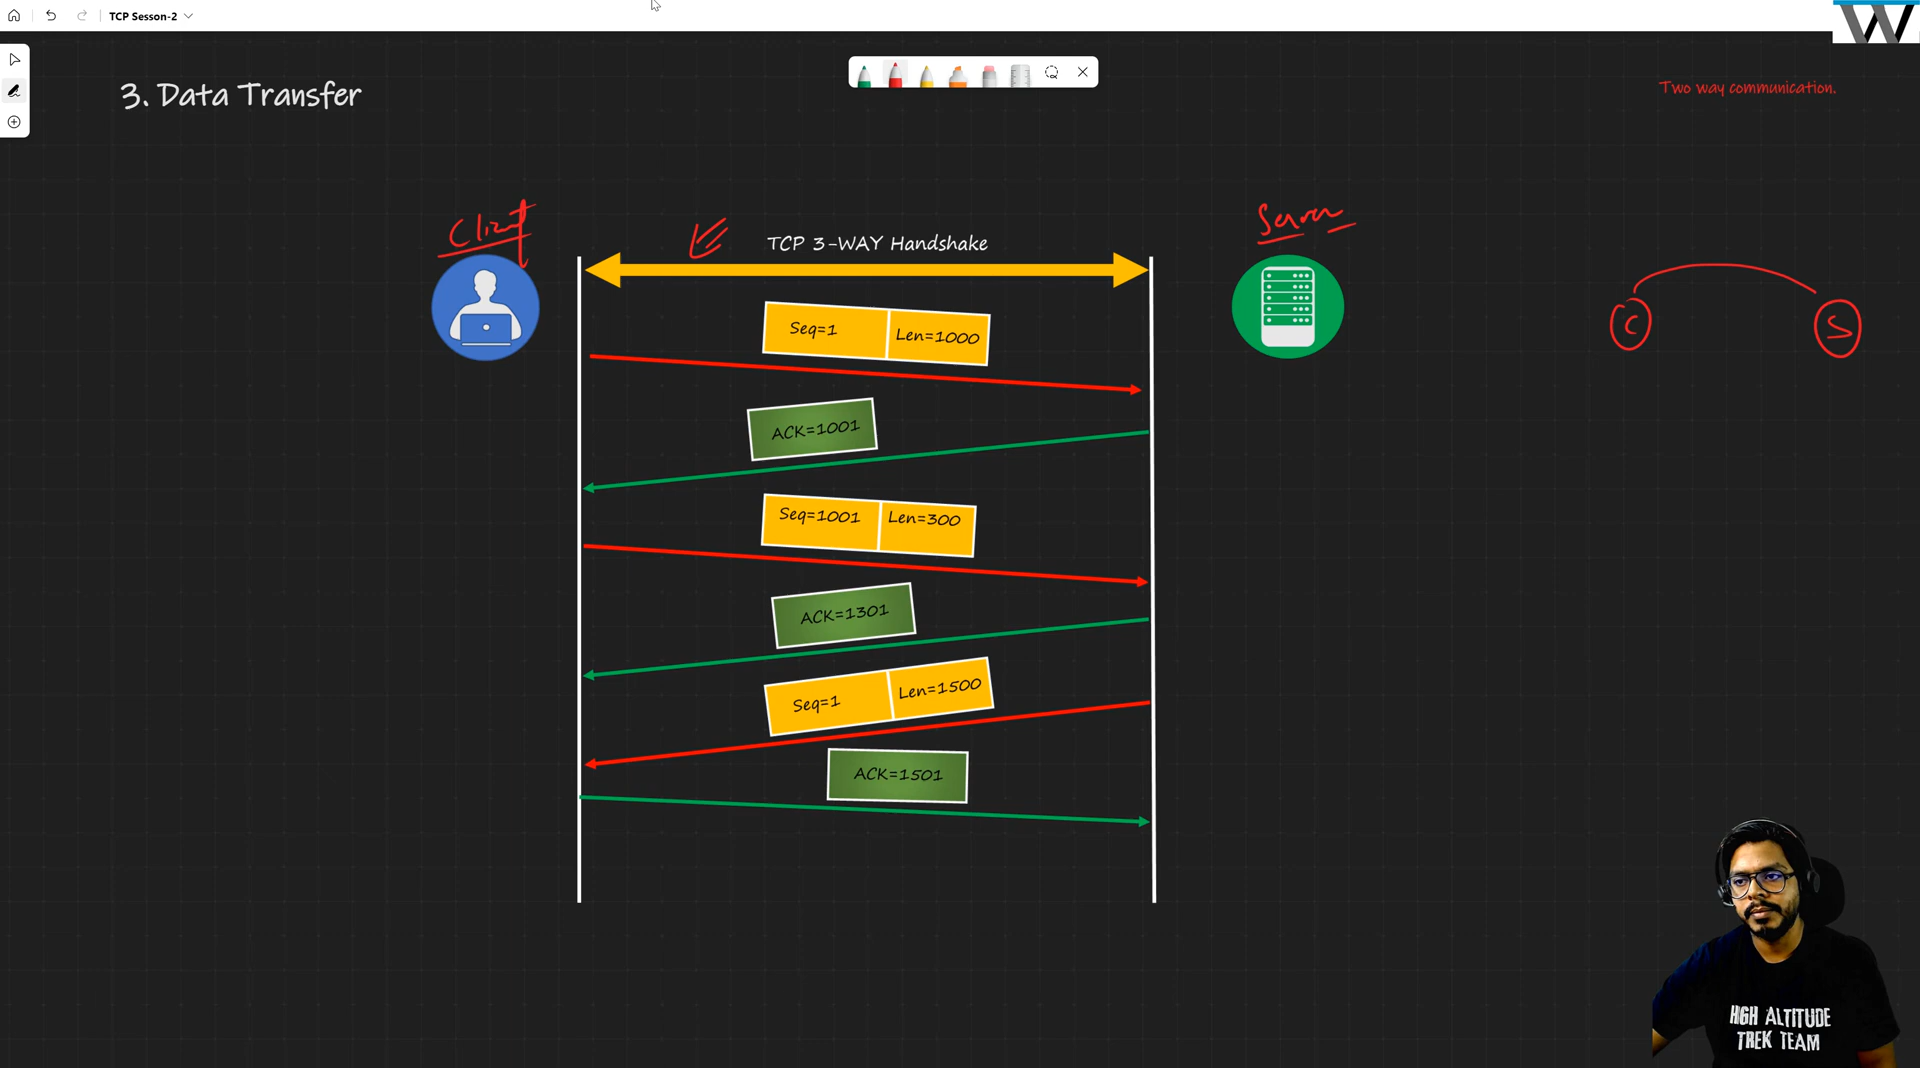 TCP Sesson-2
W
3. Data Transfer
Two way communication.
Client
Server
TCP 3-WAY Handshake
Seq=1 Len=1000
C S
ACK=1001
Seq=1001 Len=300
ACK=1301
Seq=1 Len=1500
ACK=1501
HIGH ALTITUDE
TREK TEAM